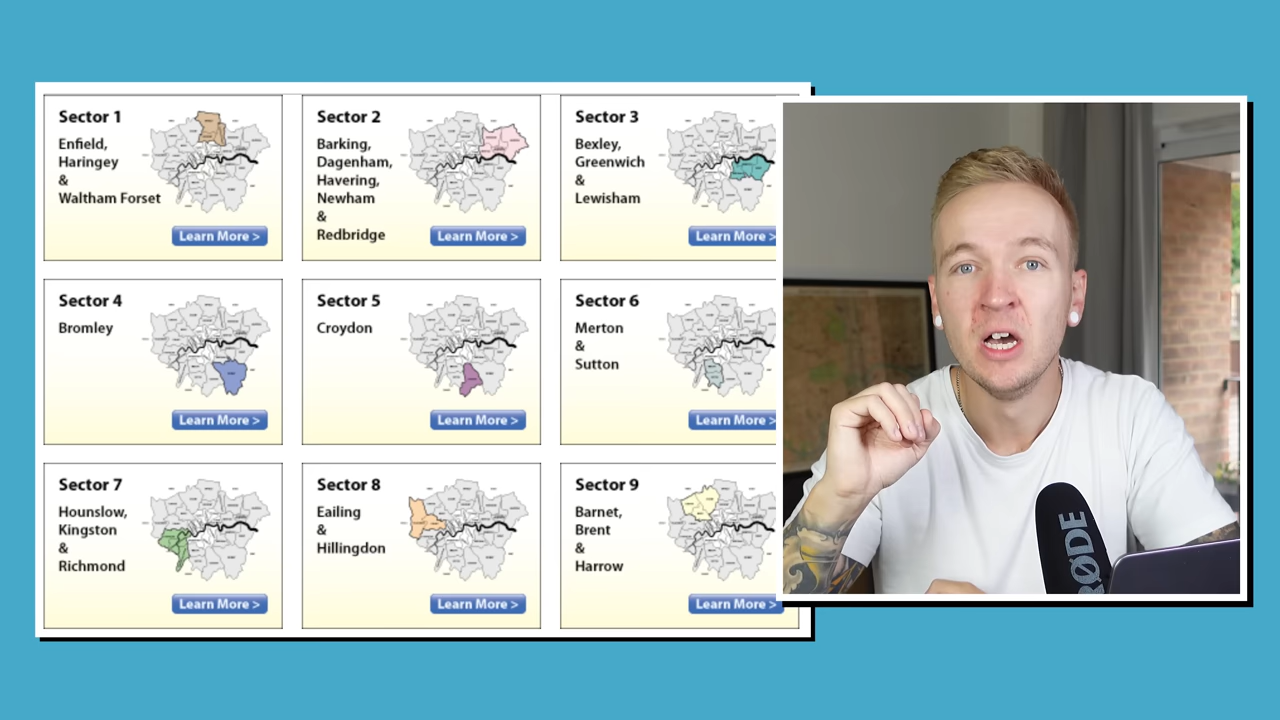 Sector 1
Enfield,
Haringey
&
Waltham Forset
Learn More >
Sector 2
Barking,
Dagenham,
Havering,
Newham
&
Redbridge
Learn More >
Sector 3
Bexley,
Greenwich
&
Lewisham
Learn More >
Sector 4
Bromley
Learn More >
Sector 5
Croydon
Learn More >
Sector 6
Merton
&
Sutton
Learn More >
Sector 7
Hounslow,
Kingston
&
Richmond
Learn More >
Sector 8
Eailing
&
Hillingdon
Learn More >
Sector 9
Barnet,
Brent
&
Harrow
Learn More >
RØDE